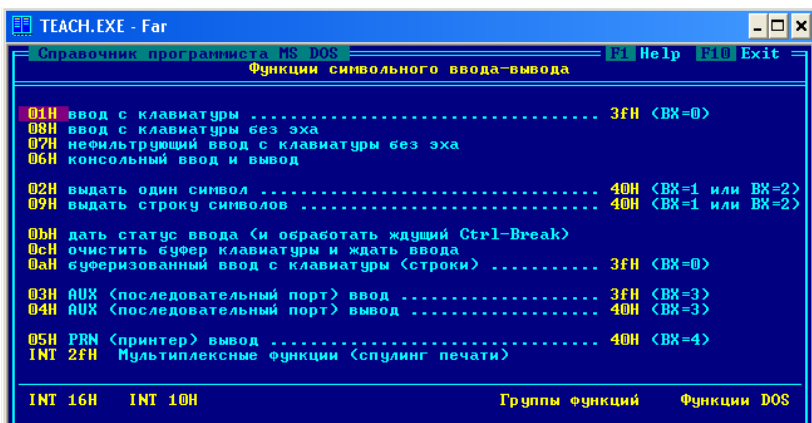 TEACH.EXE - Far
Справочник программиста MS DOS F1 Help F10 Exit
Функции символьного ввода-вывода
01H ввод с клавиатуры ................................. 3fH (BX=0)
08H ввод с клавиатуры без эха
07H нефильтрующий ввод с клавиатуры без эха
06H консольный ввод и вывод
02H выдать один символ ................................ 40H (BX=1 или BX=2)
09H выдать строку символов .............................. 40H (BX=1 или BX=2)
0bH дать статус ввода (и обработать ждущий Ctrl-Break)
0cH очистить буфер клавиатуры и ждать ввода
0aH буферизованный ввод с клавиатуры (строки) .......... 3fH (BX=0)
03H AUX (последовательный порт) ввод ................... 3fH (BX=3)
04H AUX (последовательный порт) вывод .................. 40H (BX=3)
05H PRN (принтер) вывод ............................... 40H (BX=4)
INT 2fH Мультиплексные функции (спулинг печати)
INT 16H INT 10H Группы функций Функции DOS